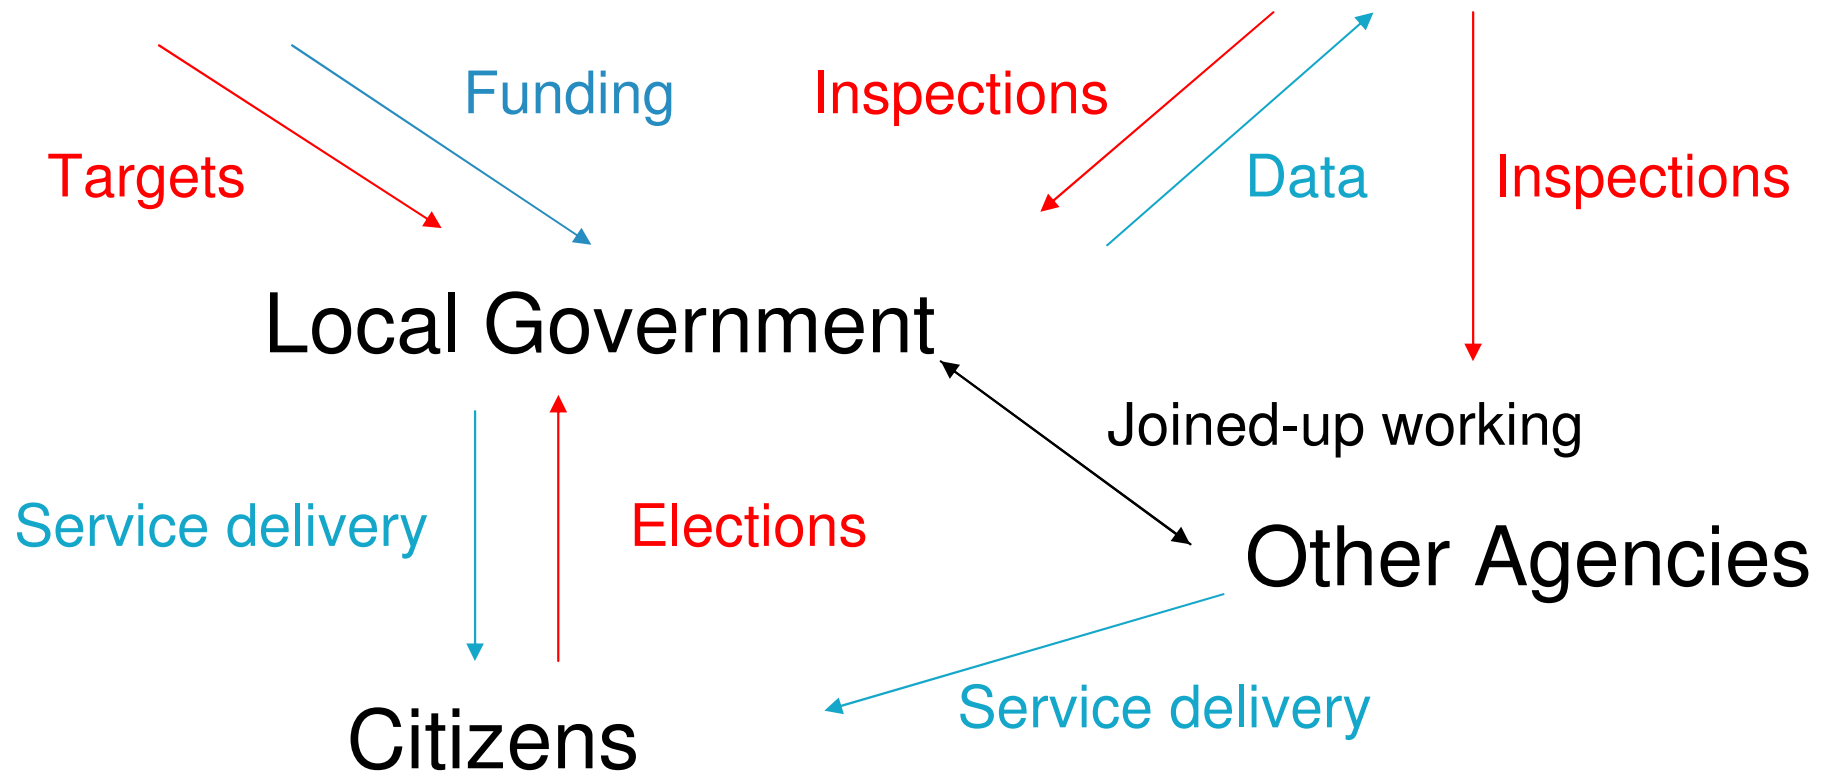 Funding
Inspections
Targets
Data
Inspections
Local Government
Joined-up working
Service delivery
Elections
Other Agencies
Service delivery
Citizens